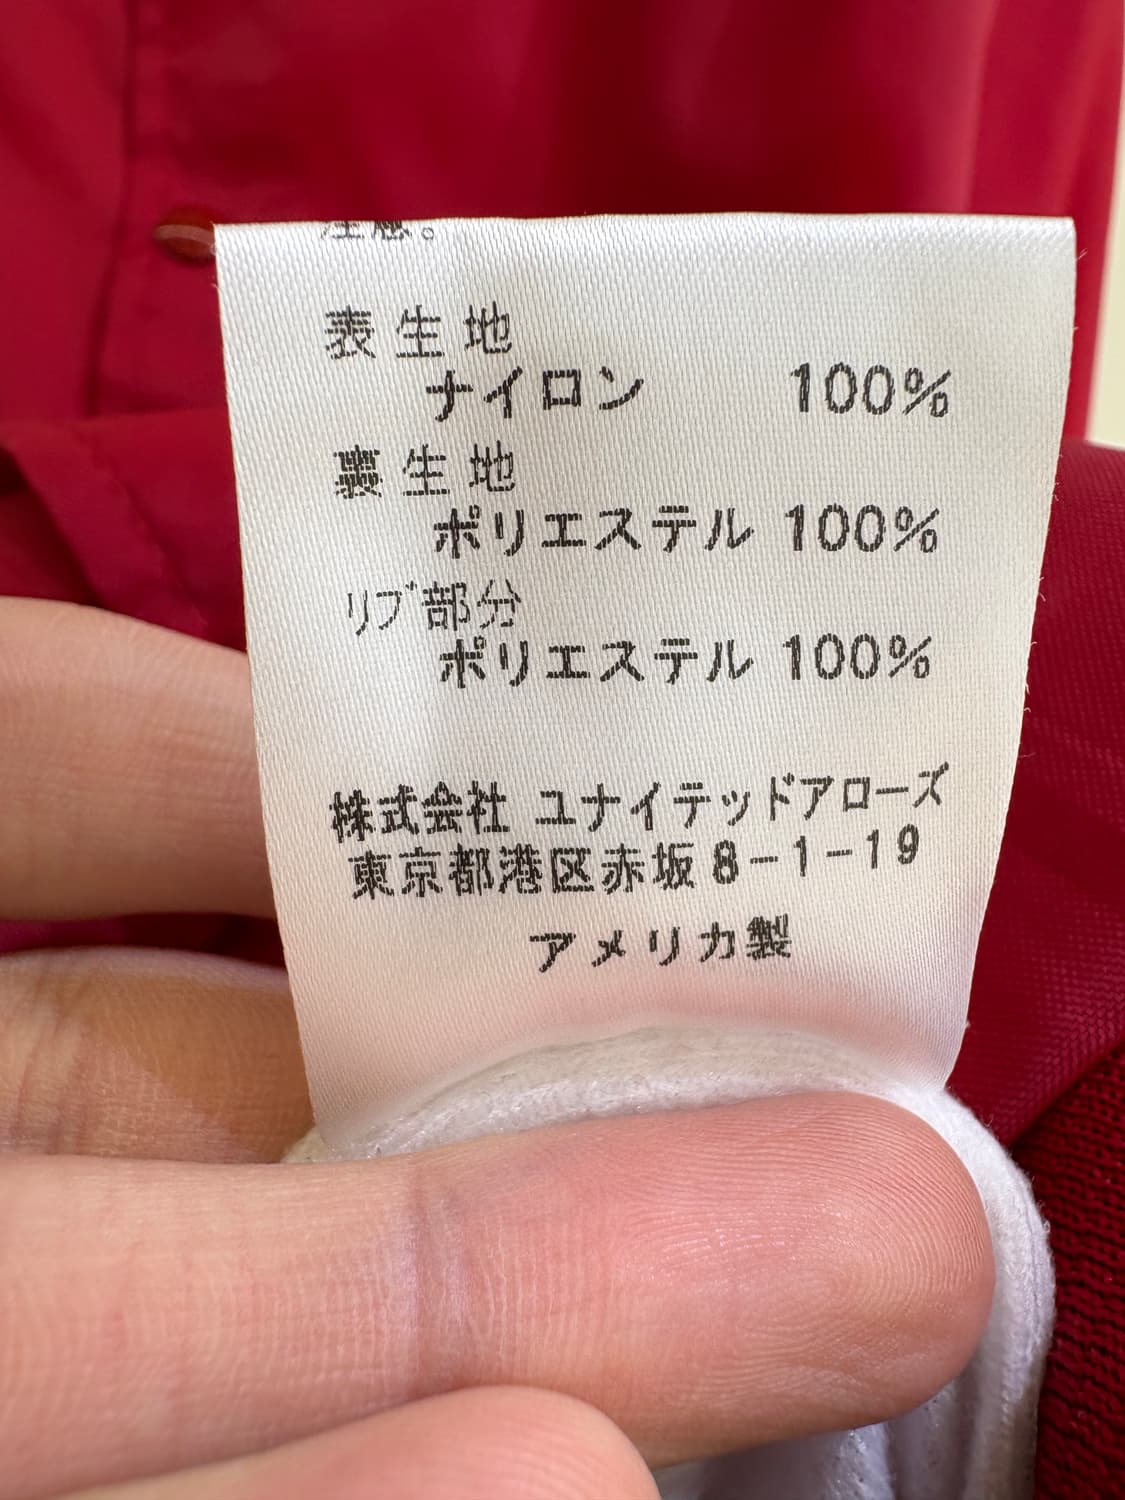 注意。
表生地
ナイロン 100%
裏生地
ポリエステル 100%
リブ部分
ポリエステル 100%
株式会社 ユナイテッドアローズ
東京都港区赤坂8-1-19
アメリカ製